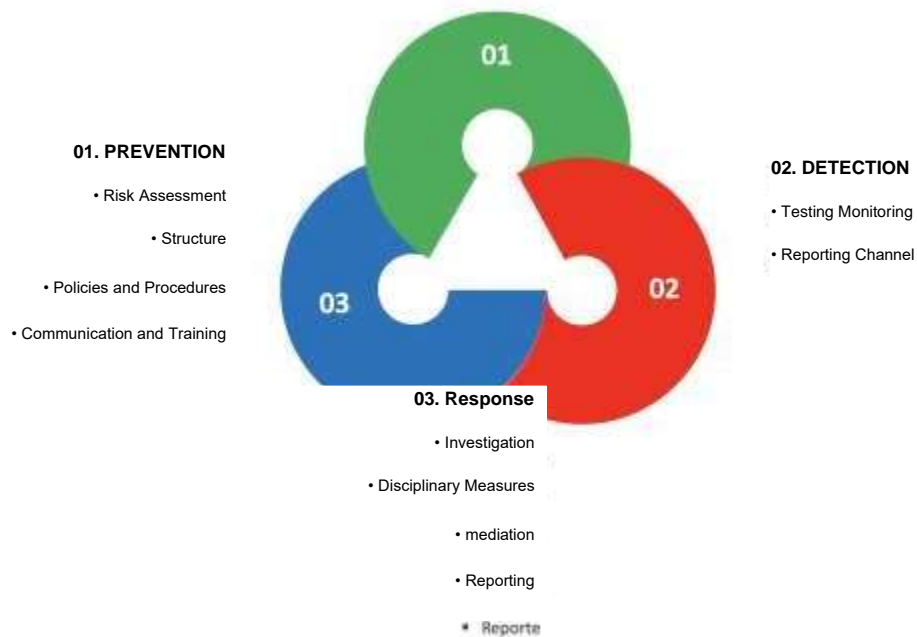 01
01. PREVENTION
• Risk Assessment
• Structure
• Policies and Procedures
• Communication and Training
02. DETECTION
• Testing Monitoring
• Reporting Channel
02
03
03. Response
• Investigation
• Disciplinary Measures
• mediation
• Reporting
• Reporte